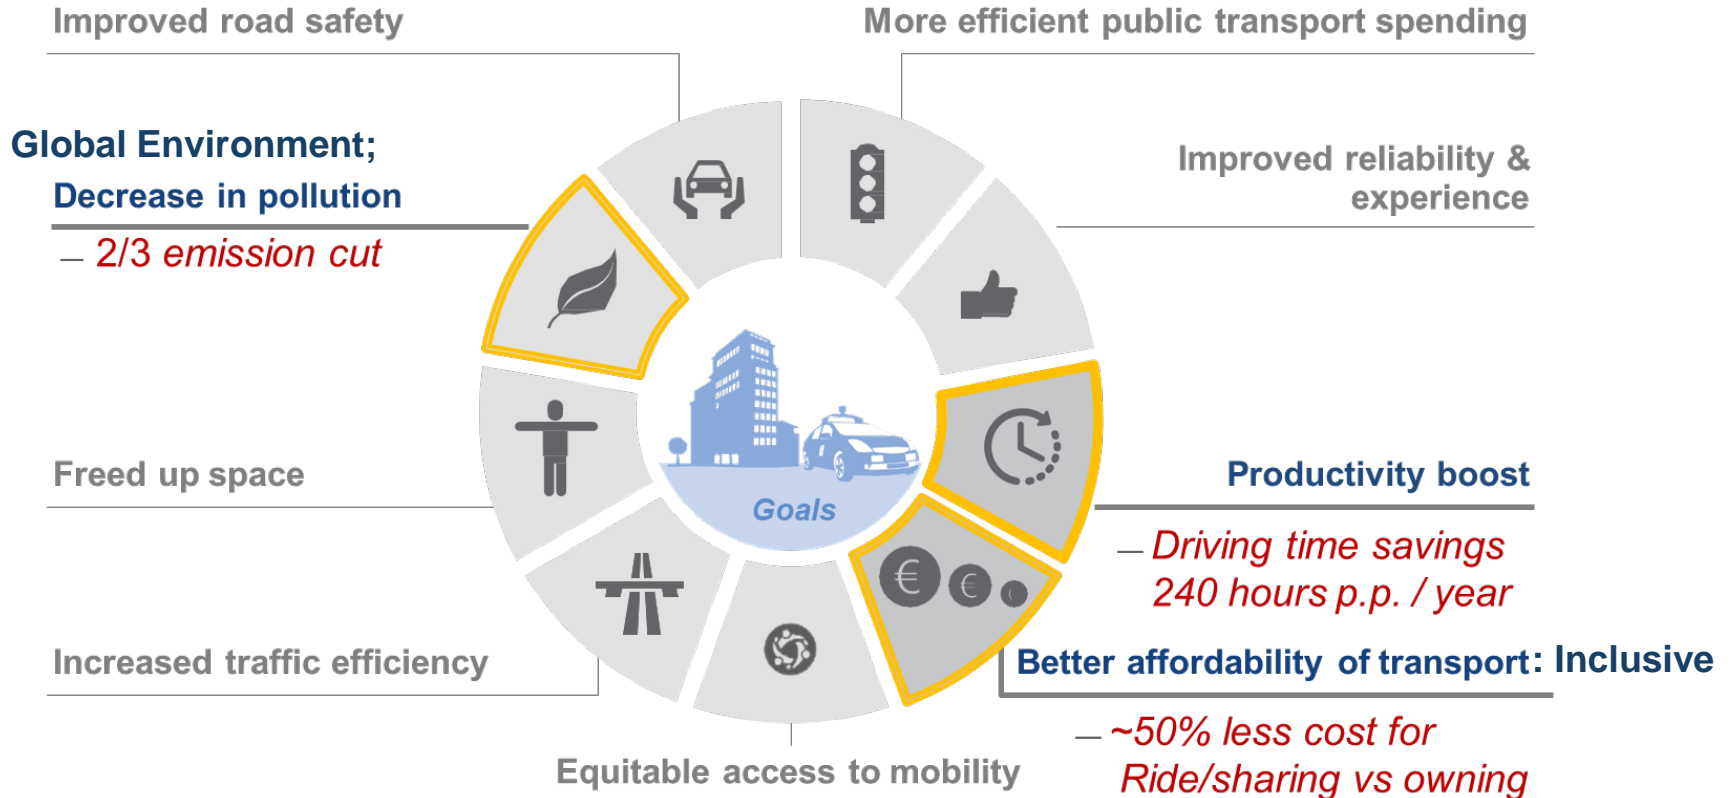 Improved road safety
More efficient public transport spending
Global Environment;
Decrease in pollution
— 2/3 emission cut
Improved reliability &
experience
Freed up space
Productivity boost
— Driving time savings
240 hours p.p. / year
Goals
€ €
Increased traffic efficiency
Better affordability of transport: Inclusive
— ~50% less cost for
Ride/sharing vs owning
Equitable access to mobility